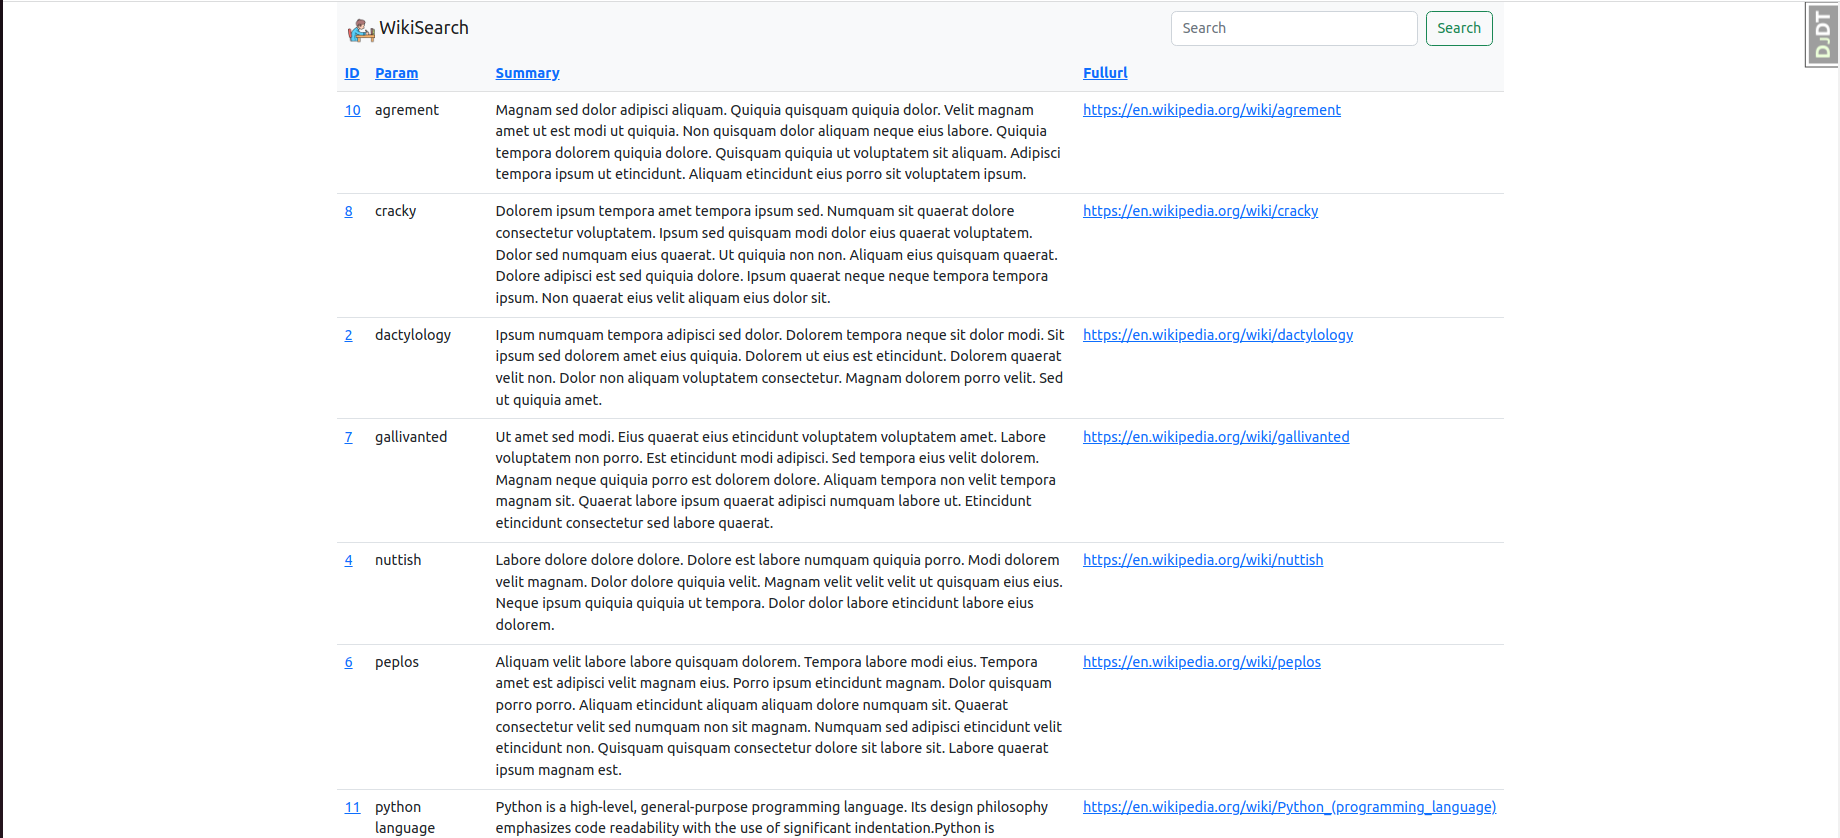 WikiSearch
Search
Search
DJDT
ID Param Summary Fullurl
10 agrement Magnam sed dolor adipisci aliquam. Quiquia quisquam quiquia dolor. Velit magnam https://en.wikipedia.org/wiki/agrement
amet ut est modi ut quiquia. Non quisquam dolor aliquam neque eius labore. Quiquia
tempora dolorem quiquia dolore. Quisquam quiquia ut voluptatem sit aliquam. Adipisci
tempora ipsum ut etincidunt. Aliquam etincidunt eius porro sit voluptatem ipsum.
8 cracky Dolorem ipsum tempora amet tempora ipsum sed. Numquam sit quaerat dolore https://en.wikipedia.org/wiki/cracky
consectetur voluptatem. Ipsum sed quisquam modi dolor eius quaerat voluptatem.
Dolor sed numquam eius quaerat. Ut quiquia non non. Aliquam eius quisquam quaerat.
Dolore adipisci est sed quiquia dolore. Ipsum quaerat neque neque tempora tempora
ipsum. Non quaerat eius velit aliquam eius dolor sit.
2 dactylology Ipsum numquam tempora adipisci sed dolor. Dolorem tempora neque sit dolor modi. Sit https://en.wikipedia.org/wiki/dactylology
ipsum sed dolorem amet eius quiquia. Dolorem ut eius est etincidunt. Dolorem quaerat
velit non. Dolor non aliquam voluptatem consectetur. Magnam dolorem porro velit. Sed
ut quiquia amet.
7 gallivanted Ut amet sed modi. Eius quaerat eius etincidunt voluptatem voluptatem amet. Labore https://en.wikipedia.org/wiki/gallivanted
voluptatem non porro. Est etincidunt modi adipisci. Sed tempora eius velit dolorem.
Magnam neque quiquia porro est dolorem dolore. Aliquam tempora non velit tempora
magnam sit. Quaerat labore ipsum quaerat adipisci numquam labore ut. Etincidunt
etincidunt consectetur sed labore quaerat.
4 nuttish Labore dolore dolore dolore. Dolore est labore numquam quiquia porro. Modi dolorem https://en.wikipedia.org/wiki/nuttish
velit magnam. Dolor dolore quiquia velit. Magnam velit velit velit ut quisquam eius eius.
Neque ipsum quiquia quiquia ut tempora. Dolor dolor labore etincidunt labore eius
dolorem.
6 peplos Aliquam velit labore labore quisquam dolorem. Tempora labore modi eius. Tempora https://en.wikipedia.org/wiki/peplos
amet est adipisci velit magnam eius. Porro ipsum etincidunt magnam. Dolor quisquam
porro porro. Aliquam etincidunt aliquam aliquam dolore numquam sit. Quaerat
consectetur velit sed numquam non sit magnam. Numquam sed adipisci etincidunt velit
etincidunt non. Quisquam quisquam consectetur dolore sit labore sit. Labore quaerat
ipsum magnam est.
11 python Python is a high-level, general-purpose programming language. Its design philosophy https://en.wikipedia.org/wiki/Python_(programming_language)
language emphasizes code readability with the use of significant indentation.Python is